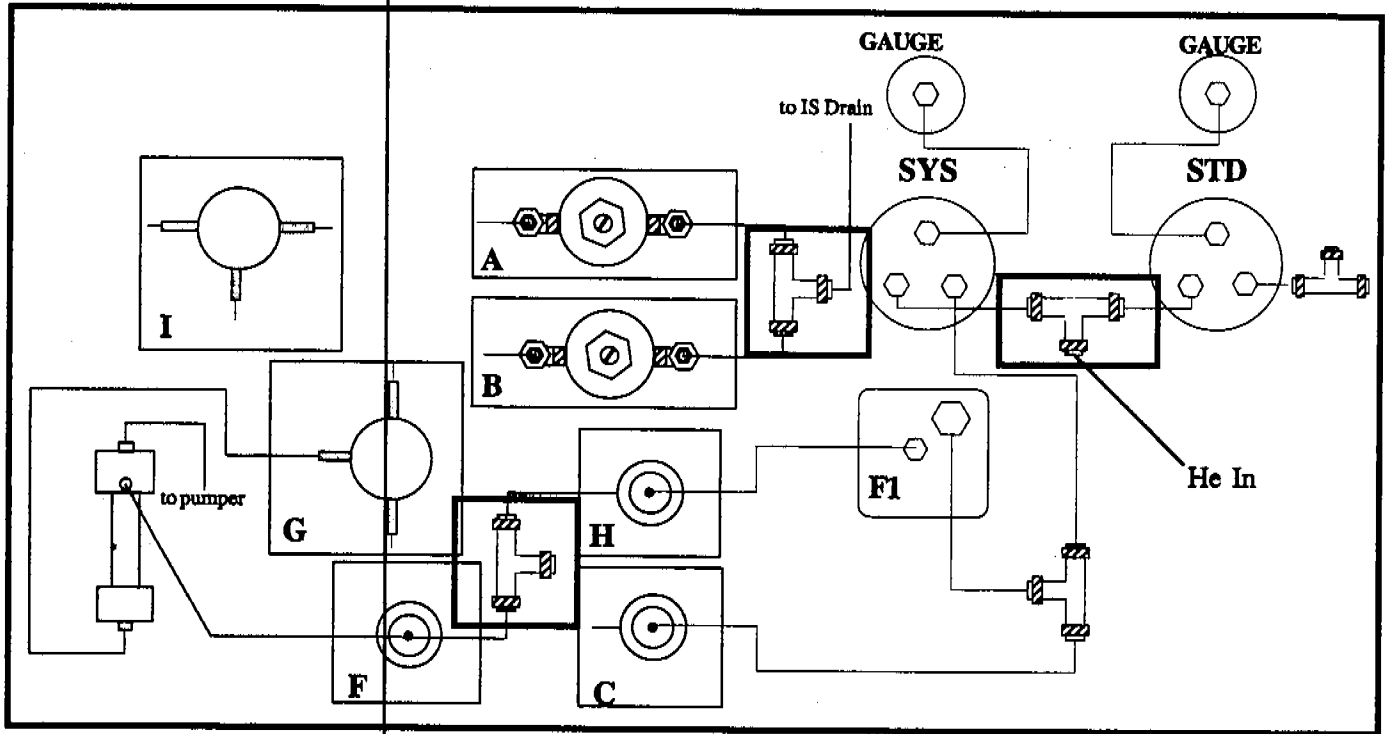 GAUGE
GAUGE
to IS Drain
SYS
STD
A
I
B
He In
to pumper
F1
G
H
F
C